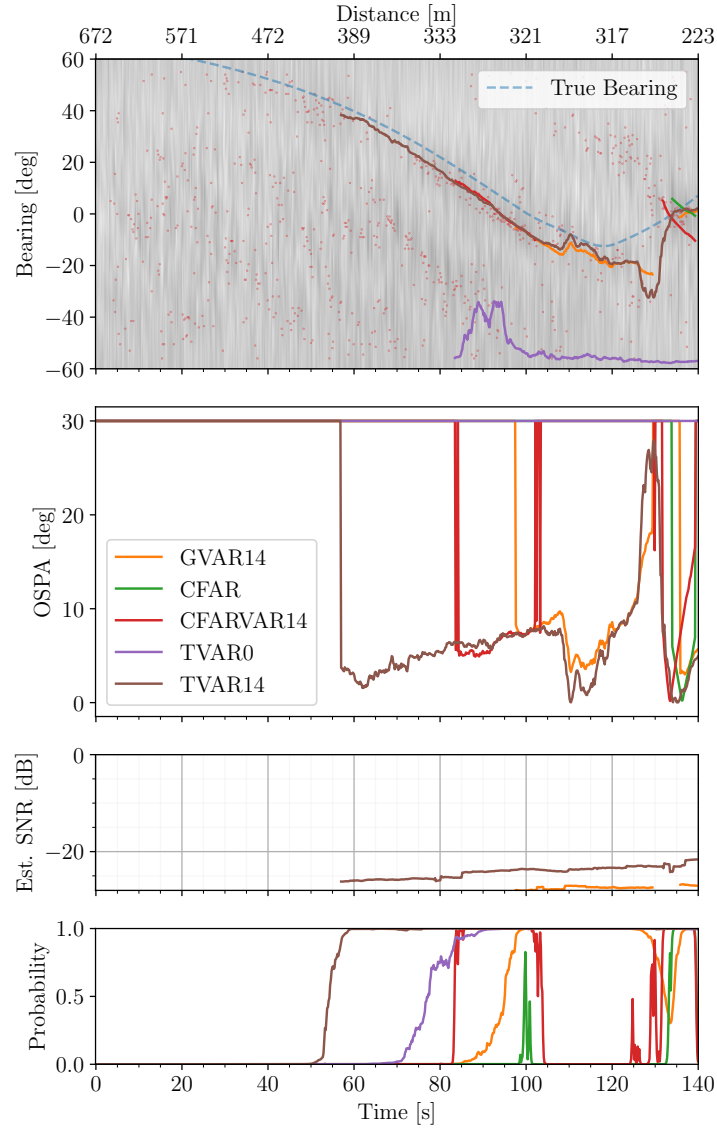 Distance [m]
672 571 472 389 333 321 317 223
60
40
20
0
−20
−40
−60
Bearing [deg]
True Bearing
30
20
10
0
OSPA [deg]
GVAR14
CFAR
CFARVAR14
TVAR0
TVAR14
0
−20
Est. SNR [dB]
1.0
0.5
0.0
Probability
0 20 40 60 80 100 120 140
Time [s]